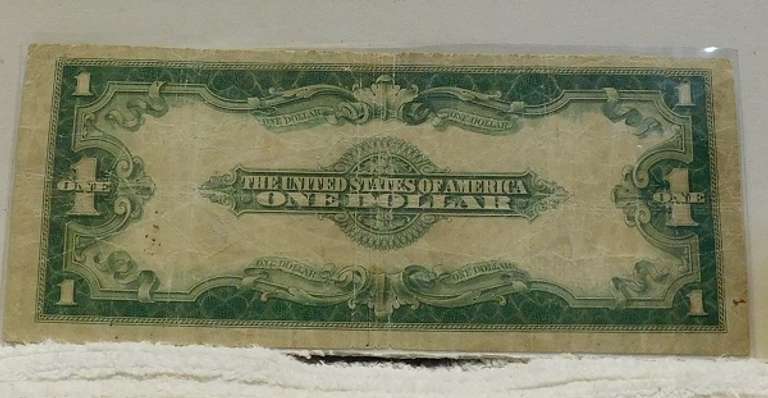 1 1
ONE DOLLAR ONE DOLLAR
1 1
ONE ONE
THE UNITED STATES OF AMERICA
ONE DOLLAR
ONE DOLLAR ONE DOLLAR
1 1